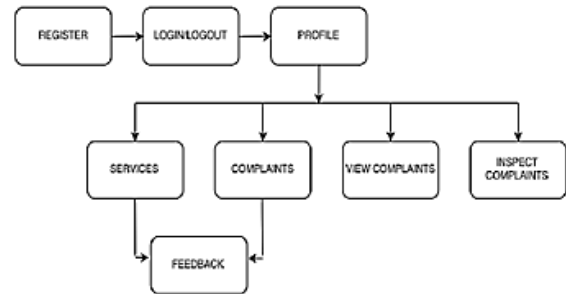 REGISTER
LOGIN/LOGOUT
PROFILE
SERVICES
COMPLAINTS
VIEW COMPLAINTS
INSPECT
COMPLAINTS
FEEDBACK